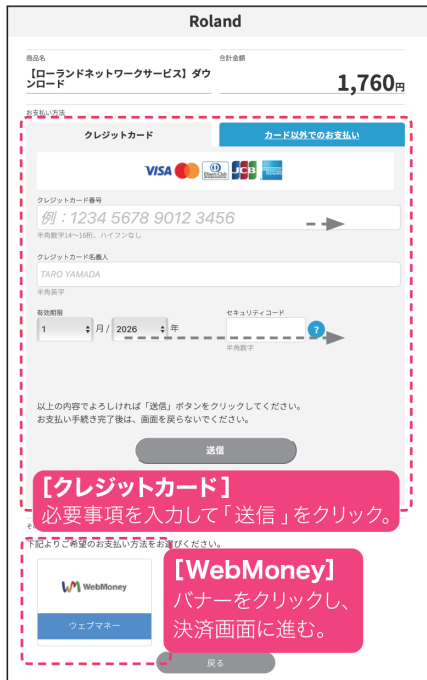 Roland
商品名
合計金額
【ローランドネットワークサービス】ダウ
ンロード
1,760円
お支払い方法
クレジットカード
カード以外でのお支払い
VISA
Diners Club
JCB
クレジットカード番号
例：1234 5678 9012 3456
半角数字14〜16桁、ハイフンなし
クレジットカード名義人
TARO YAMADA
半角英字
有効期限
セキュリティコード
1 月 / 2026 年
?
半角数字
以上の内容でよろしければ「送信」ボタンをクリックしてください。
お支払い手続き完了後は、画面を戻らないでください。
送信
[クレジットカード]
必要事項を入力して「送信」をクリック。
下記よりご希望のお支払い方法をお選びください。
WebMoney
ウェブマネー
[WebMoney]
バナーをクリックし、
決済画面に進む。
戻る